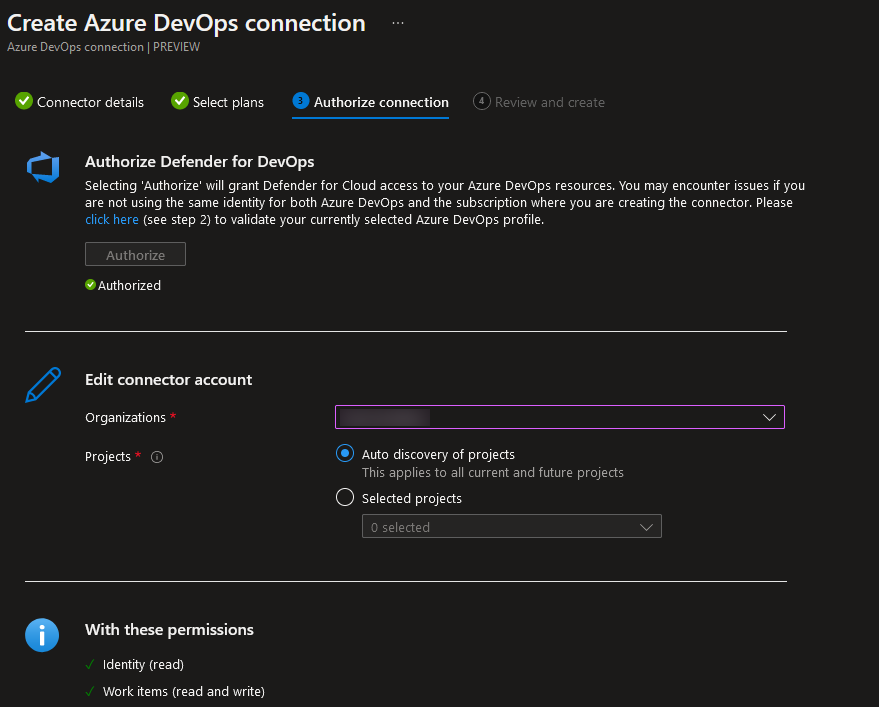 Create Azure DevOps connection ...
Azure DevOps connection | PREVIEW
Connector details
Select plans
3 Authorize connection
4 Review and create
Authorize Defender for DevOps
Selecting 'Authorize' will grant Defender for Cloud access to your Azure DevOps resources. You may encounter issues if you
are not using the same identity for both Azure DevOps and the subscription where you are creating the connector. Please
click here (see step 2) to validate your currently selected Azure DevOps profile.
Authorize
Authorized
Edit connector account
Organizations *
Projects *
Auto discovery of projects
This applies to all current and future projects
Selected projects
0 selected
With these permissions
Identity (read)
Work items (read and write)